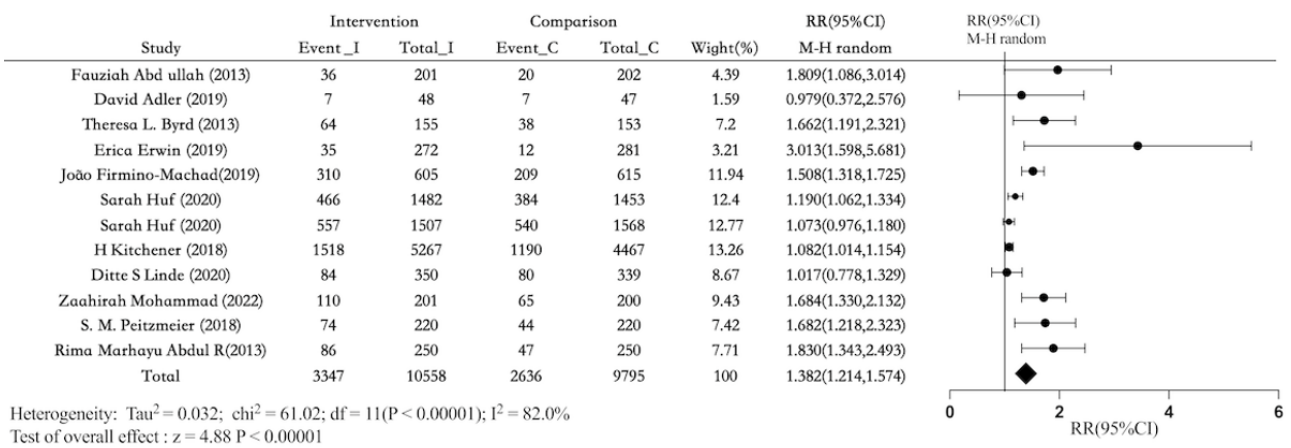 Intervention Comparison RR(95%CI) RR(95%CI)
Study Event_I Total_I Event_C Total_C Wight(%) M-H random M-H random
Fauziah Abd ullah (2013) 36 201 20 202 4.39 1.809(1.086,3.014)
David Adler (2019) 7 48 7 47 1.59 0.979(0.372,2.576)
Theresa L. Byrd (2013) 64 155 38 153 7.2 1.662(1.191,2.321)
Erica Erwin (2019) 35 272 12 281 3.21 3.013(1.598,5.681)
João Firmino-Machad(2019) 310 605 209 615 11.94 1.508(1.318,1.725)
Sarah Huf (2020) 466 1482 384 1453 12.4 1.190(1.062,1.334)
Sarah Huf (2020) 557 1507 540 1568 12.77 1.073(0.976,1.180)
H Kitchener (2018) 1518 5267 1190 4467 13.26 1.082(1.014,1.154)
Ditte S Linde (2020) 84 350 80 339 8.67 1.017(0.778,1.329)
Zaahirah Mohammad (2022) 110 201 65 200 9.43 1.684(1.330,2.132)
S. M. Peitzmeier (2018) 74 220 44 220 7.42 1.682(1.218,2.323)
Rima Marhayu Abdul R(2013) 86 250 47 250 7.71 1.830(1.343,2.493)
Total 3347 10558 2636 9795 100 1.382(1.214,1.574)
Heterogeneity: Tau² = 0.032; chi² = 61.02; df = 11(P < 0.00001); I² = 82.0%
Test of overall effect : z = 4.88 P < 0.00001
0 2 4 6
RR(95%CI)